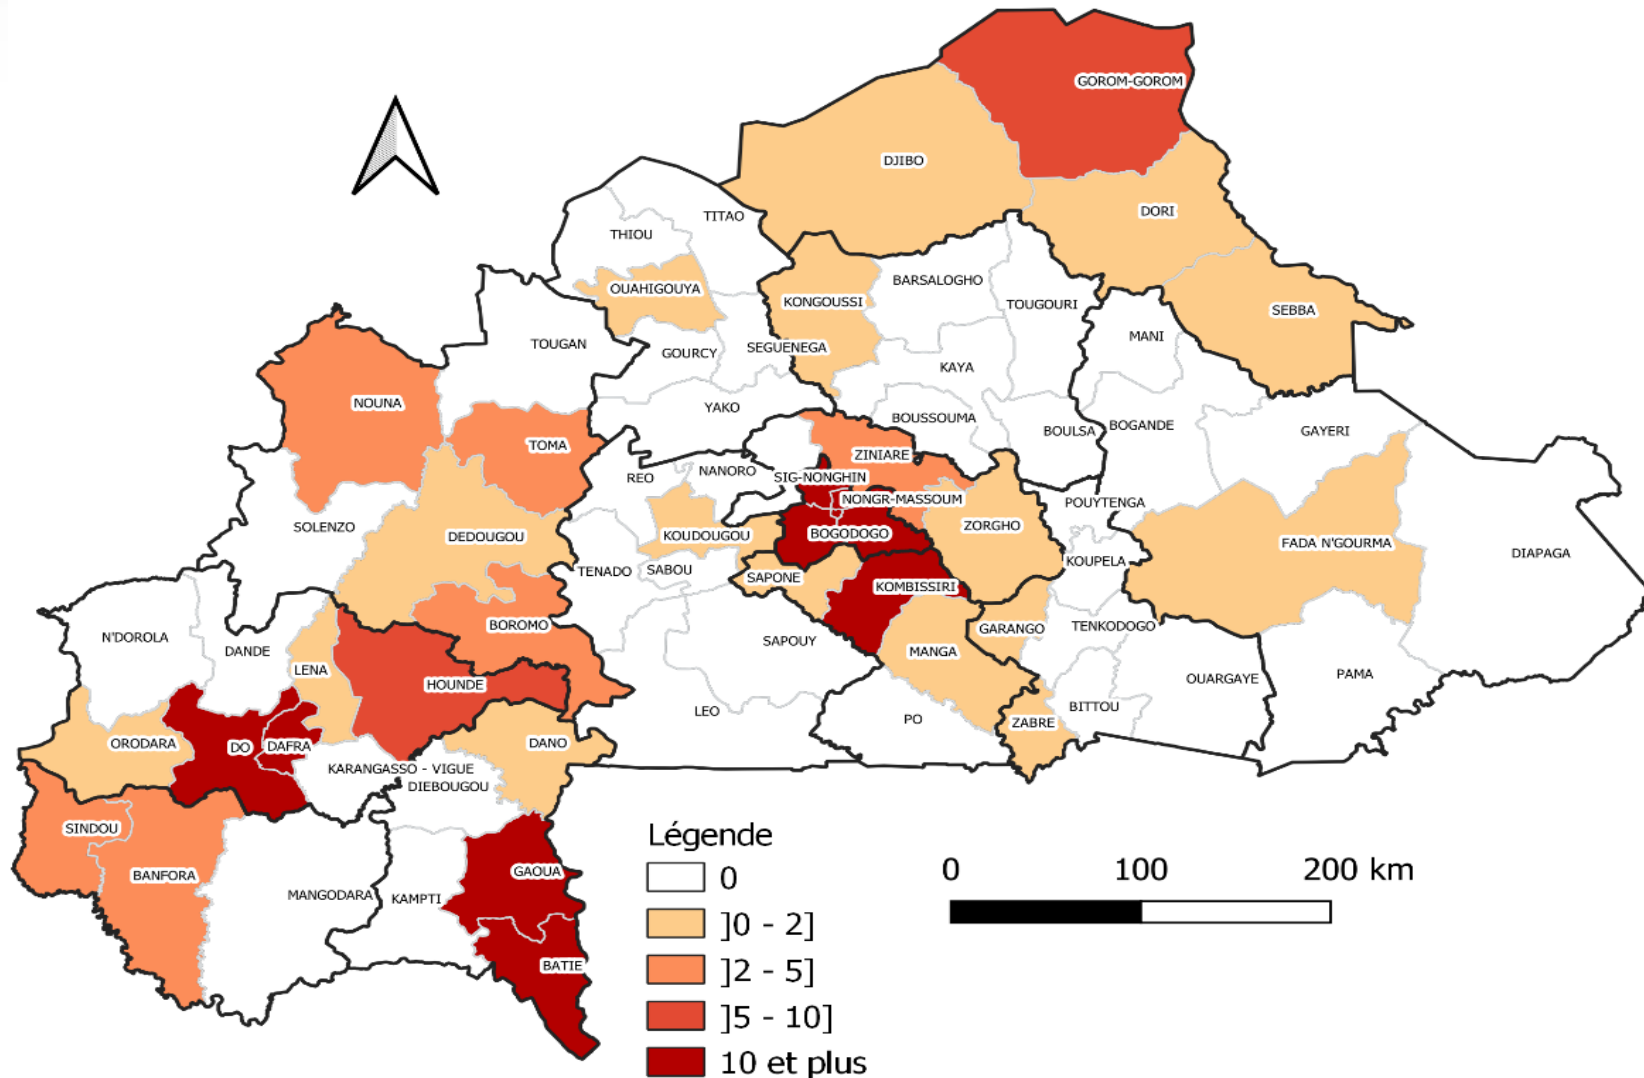 GOROM-GOROM
DJIBO
DORI
TITAO
THIOU
BARSALOGHO
OUAHIGOUYA
KONGOUSSI
TOUGOURI
SEBBA
MANI
TOUGAN
SEGUENEGA
GOURCY
KAYA
NOUNA
YAKO
BOUSSOUMA
BOULSA
BOGANDE
GAYERI
TOMA
ZINIARE
NANORO
REO
SIG-NONGHIN
NONGR-MASSOUM
POUYTENGA
SOLENZO
ZORGHO
DEDOUGOU
KOUDOUGOU
BOGODOGO
FADA N'GOURMA
DIAPAGA
KOUPELA
TENADO
SABOU
SAPONE
KOMBISSIRI
BOROMO
GARANGO
TENKODOGO
N'DOROLA
DANDE
SAPOUY
MANGA
LENA
HOUNDE
PAMA
OUARGAYE
BITTOU
LEO
PO
ZABRE
ORODARA
DO
DAFRA
DANO
KARANGASSO - VIGUE
DIEBOUGOU
SINDOU
BANFORA
GAOUA
MANGODARA
KAMPTI
BATIE
Légende
0
]0 - 2]
]2 - 5]
]5 - 10]
10 et plus
0 100 200 km